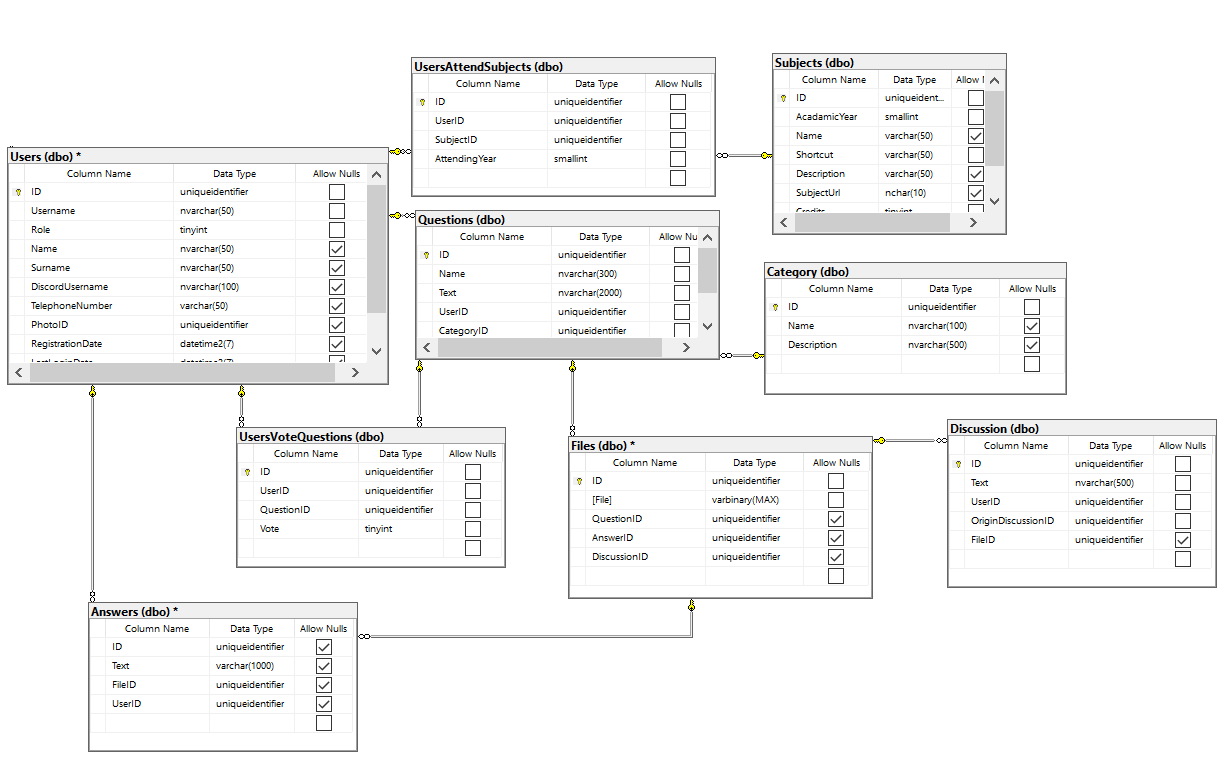 UsersAttendSubjects (dbo)
Column Name Data Type Allow Nulls
ID uniqueidentifier
UserID uniqueidentifier
SubjectID uniqueidentifier
AttendingYear smallint
Subjects (dbo)
Column Name Data Type Allow N
ID uniqueident...
AcadamicYear smallint
Name varchar(50)
Shortcut varchar(50)
Description varchar(50)
SubjectUrl nchar(10)
Credits tinyint
Users (dbo) *
Column Name Data Type Allow Nulls
ID uniqueidentifier
Username nvarchar(50)
Role tinyint
Name nvarchar(50)
Surname nvarchar(50)
DiscordUsername nvarchar(100)
TelephoneNumber varchar(50)
PhotoID uniqueidentifier
RegistrationDate datetime2(7)
LastLoginDate datetime2(7)
Questions (dbo)
Column Name Data Type Allow Nu
ID uniqueidentifier
Name nvarchar(300)
Text nvarchar(2000)
UserID uniqueidentifier
CategoryID uniqueidentifier
Category (dbo)
Column Name Data Type Allow Nulls
ID uniqueidentifier
Name nvarchar(100)
Description nvarchar(500)
UsersVoteQuestions (dbo)
Column Name Data Type Allow Nulls
ID uniqueidentifier
UserID uniqueidentifier
QuestionID uniqueidentifier
Vote tinyint
Files (dbo) *
Column Name Data Type Allow Nulls
ID uniqueidentifier
[File] varbinary(MAX)
QuestionID uniqueidentifier
AnswerID uniqueidentifier
DiscussionID uniqueidentifier
Discussion (dbo)
Column Name Data Type Allow Nulls
ID uniqueidentifier
Text nvarchar(500)
UserID uniqueidentifier
OriginDiscussionID uniqueidentifier
FileID uniqueidentifier
Answers (dbo) *
Column Name Data Type Allow Nulls
ID uniqueidentifier
Text varchar(1000)
FileID uniqueidentifier
UserID uniqueidentifier